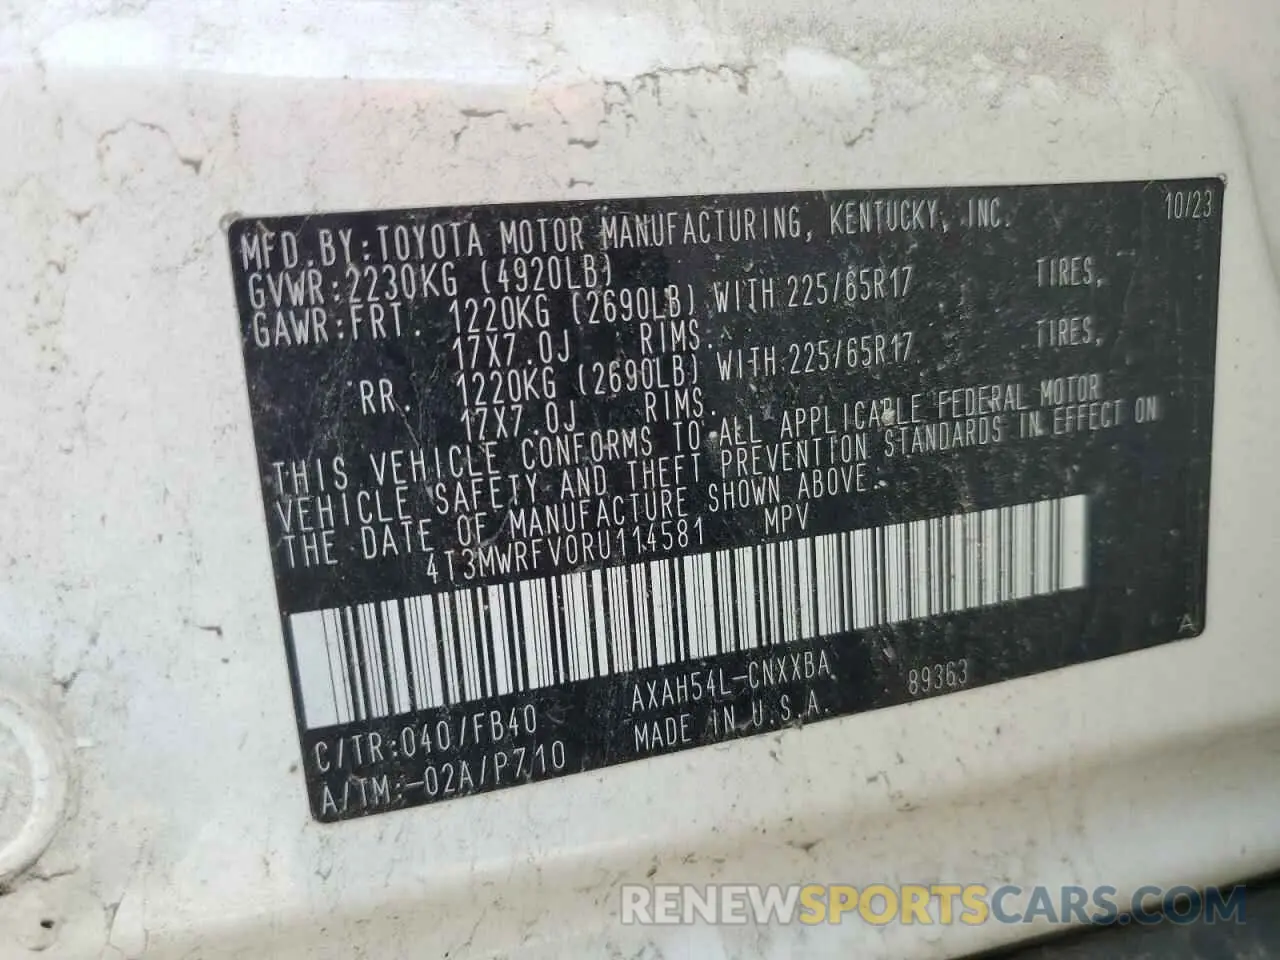 MFD.BY:TOYOTA MOTOR MANUFACTURING, KENTUCKY, INC. 10/23
GVWR:2230KG (4920LB)
GAWR:FRT. 1220KG (2690LB) WITH 225/65R17 TIRES,
17X7.0J RIMS.
RR. 1220KG (2690LB) WITH 225/65R17 TIRES,
17X7.0J RIMS.
THIS VEHICLE CONFORMS TO ALL APPLICABLE FEDERAL MOTOR
VEHICLE SAFETY AND THEFT PREVENTION STANDARDS IN EFFECT ON
THE DATE OF MANUFACTURE SHOWN ABOVE.
4T3MWRFV0RU114581 MPV
A
C/TR:040/FB40 AXAH54L-CNXXBA 89363
A/TM:-02A/P710 MADE IN U.S.A.
RENEWSPORTSCARS.COM